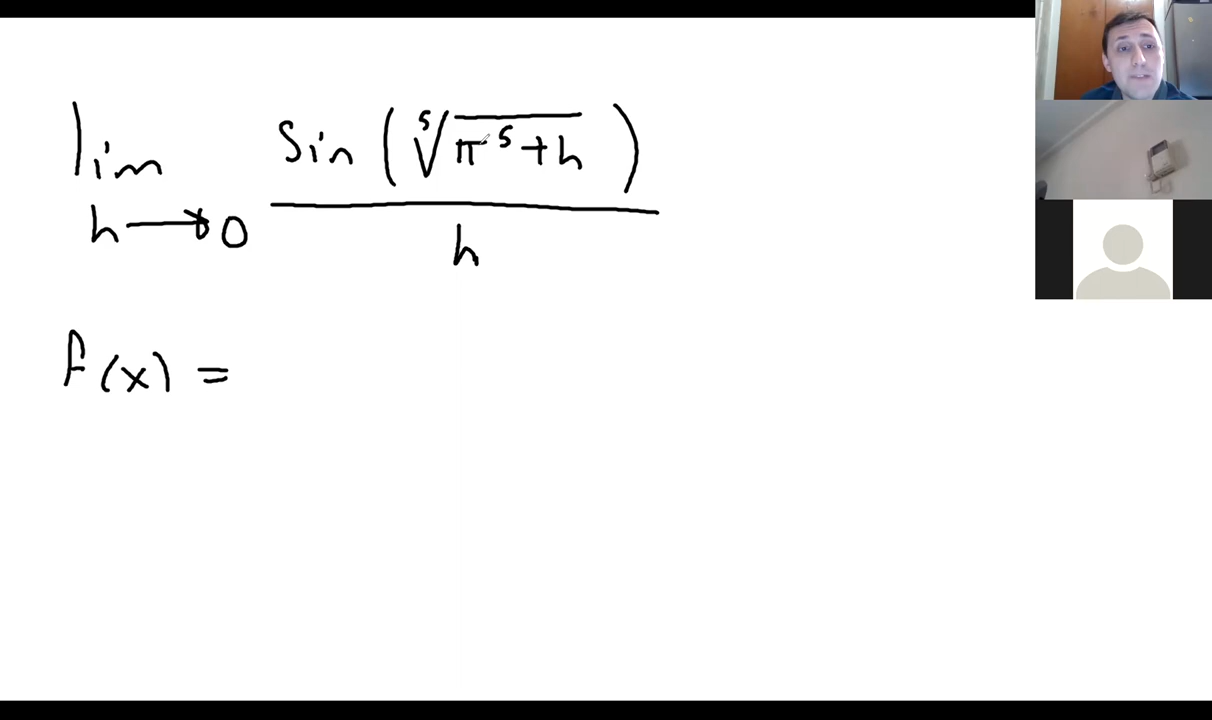 lim h→0 sin(⁵√(π⁵+h)) / h
f(x) =